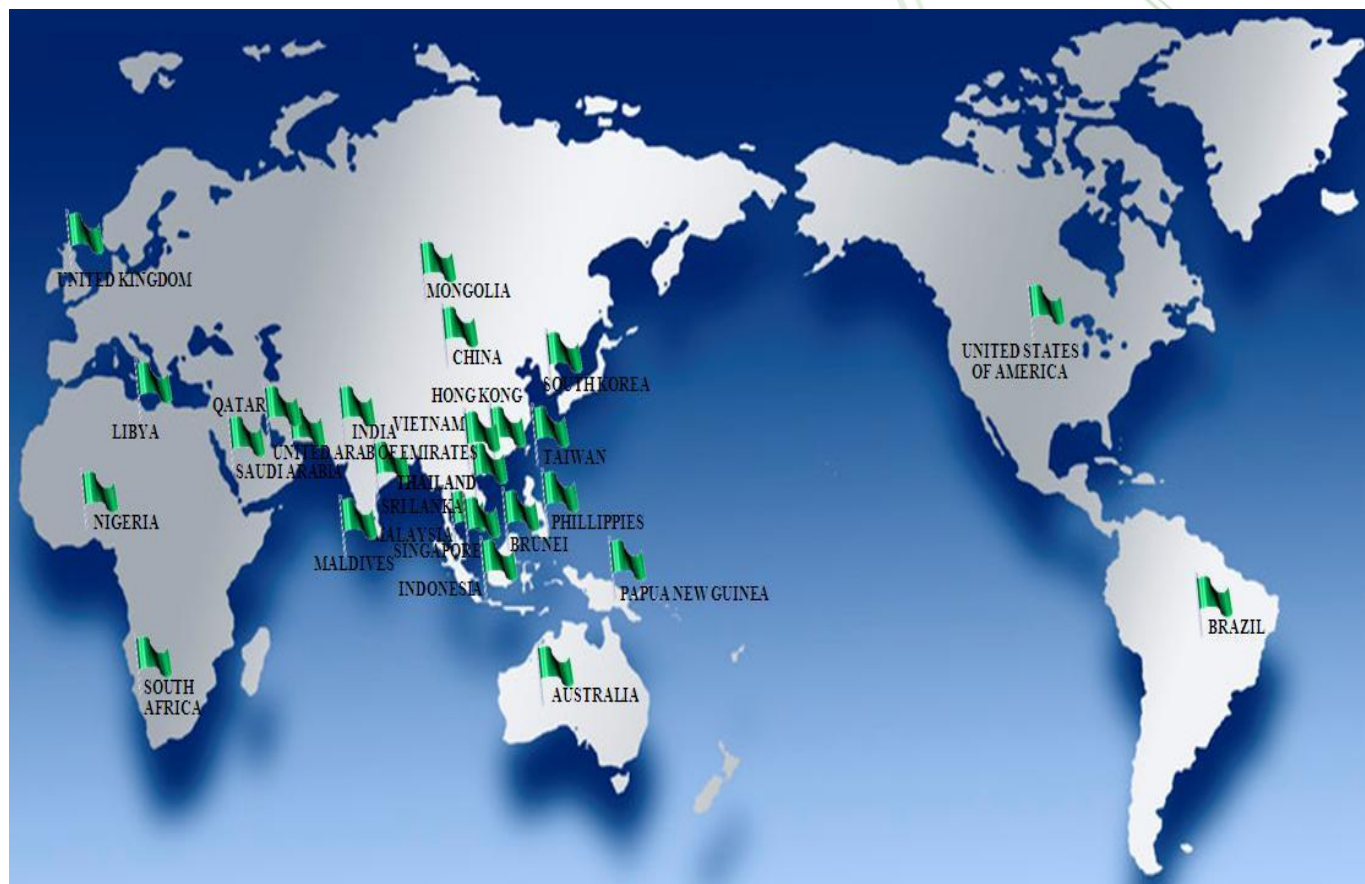 UNITED KINGDOM
MONGOLIA
CHINA
UNITED STATES
OF AMERICA
SOUTH KOREA
HONG KONG
QATAR
VIETNAM
LIBYA
INDIA
UNITED ARAB OF EMIRATES
TAIWAN
SAUDI ARABIA
THAILAND
SRI LANKA
NIGERIA
PHILLIPPIES
MALAYSIA
BRUNEI
SINGAPORE
MALDIVES
INDONESIA
PAPUA NEW GUINEA
BRAZIL
SOUTH
AFRICA
AUSTRALIA